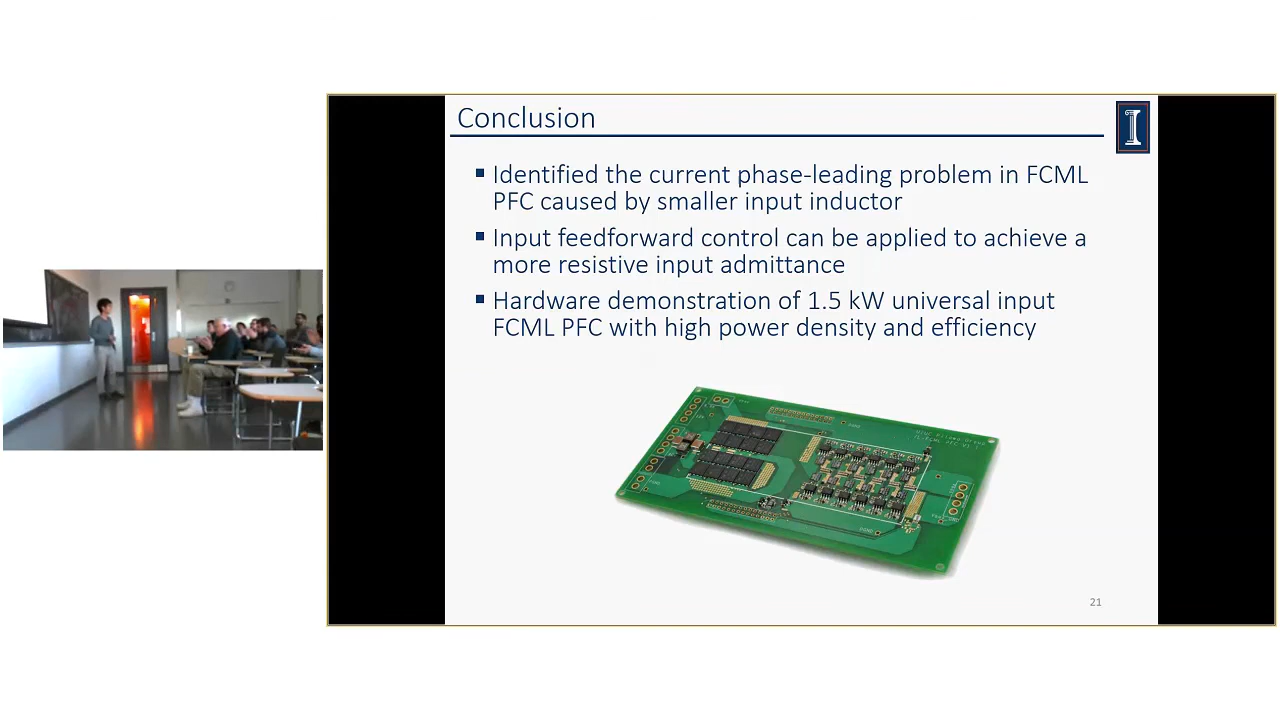 Conclusion
Identified the current phase-leading problem in FCML
PFC caused by smaller input inductor
Input feedforward control can be applied to achieve a
more resistive input admittance
Hardware demonstration of 1.5 kW universal input
FCML PFC with high power density and efficiency
21